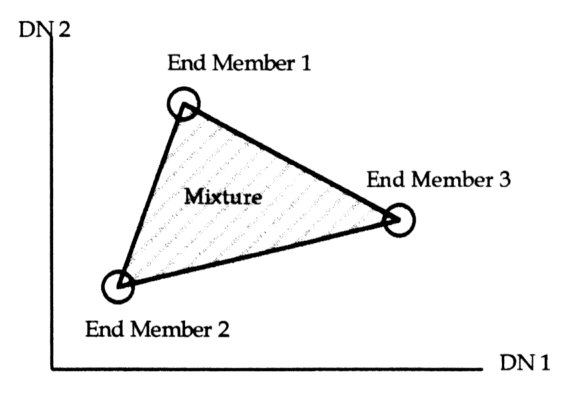 DN 2
End Member 1
End Member 3
Mixture
End Member 2
DN 1